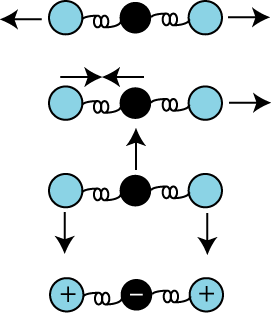 + − +